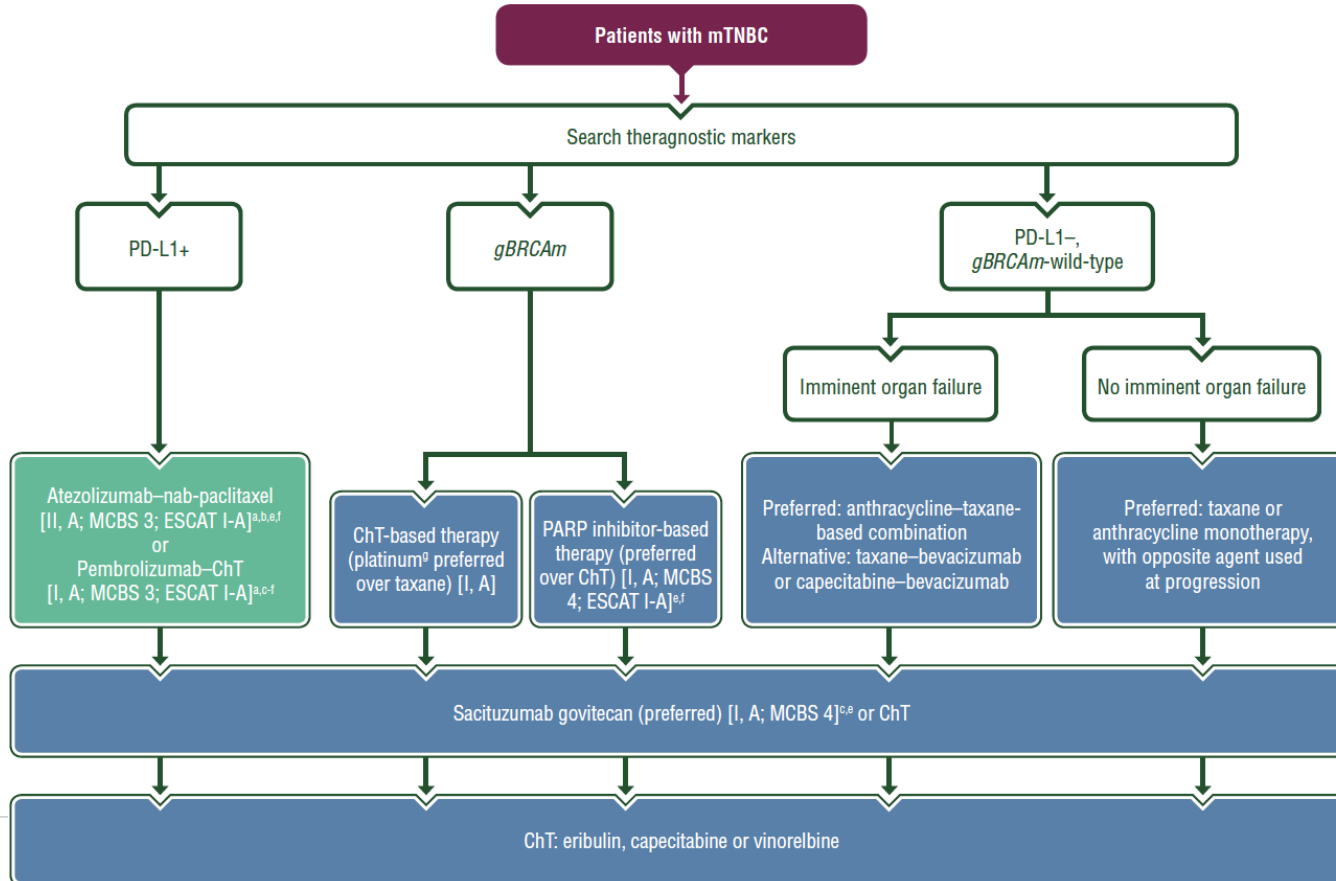 Patients with mTNBC
Search theragnostic markers
PD-L1+
gBRCAm
PD-L1–,
gBRCAm-wild-type
Imminent organ failure
No imminent organ failure
Atezolizumab–nab-paclitaxel
[II, A; MCBS 3; ESCAT I-A]a,b,e,f
or
Pembrolizumab–ChT
[I, A; MCBS 3; ESCAT I-A]a,c-f
ChT-based therapy
(platinumg preferred
over taxane) [I, A]
PARP inhibitor-based
therapy (preferred
over ChT) [I, A; MCBS
4; ESCAT I-A]e,f
Preferred: anthracycline–taxane-
based combination
Alternative: taxane–bevacizumab
or capecitabine–bevacizumab
Preferred: taxane or
anthracycline monotherapy,
with opposite agent used
at progression
Sacituzumab govitecan (preferred) [I, A; MCBS 4]c,e or ChT
ChT: eribulin, capecitabine or vinorelbine